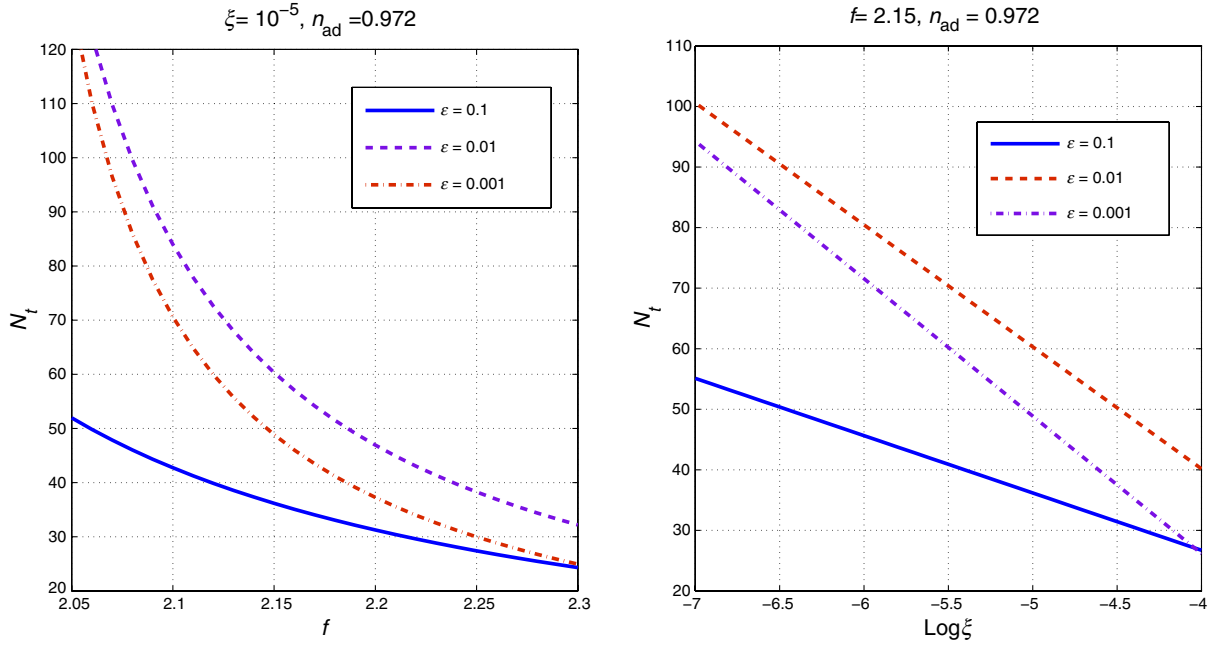 ξ= 10⁻⁵, n_ad =0.972
120
110
100
90
80
70
60
50
40
30
20
N_t
2.05 2.1 2.15 2.2 2.25 2.3
f
ε = 0.1
ε = 0.01
ε = 0.001
f= 2.15, n_ad = 0.972
110
100
90
80
70
60
50
40
30
20
N_t
−7 −6.5 −6 −5.5 −5 −4.5 −4
Logξ
ε = 0.1
ε = 0.01
ε = 0.001